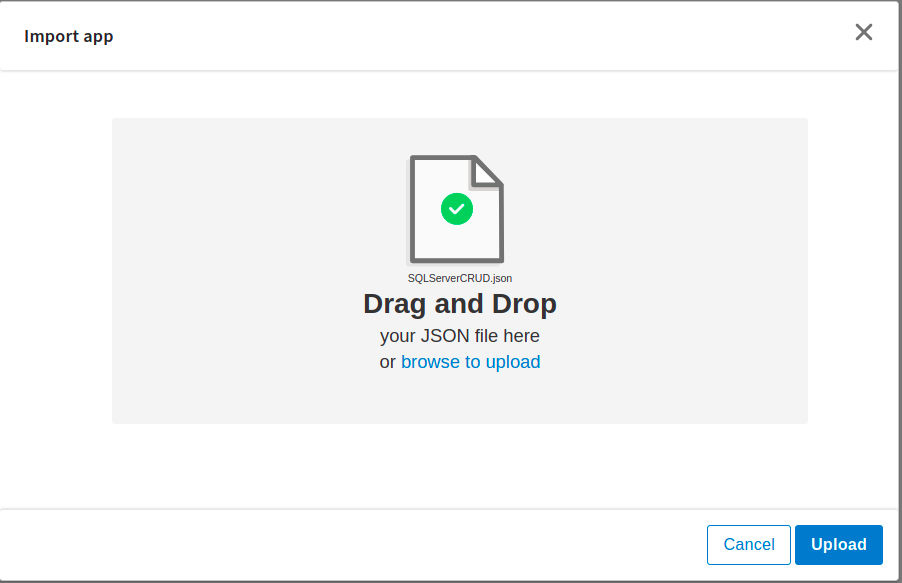 Import app
SQLServerCRUD.json
Drag and Drop
your JSON file here
or browse to upload
Cancel
Upload